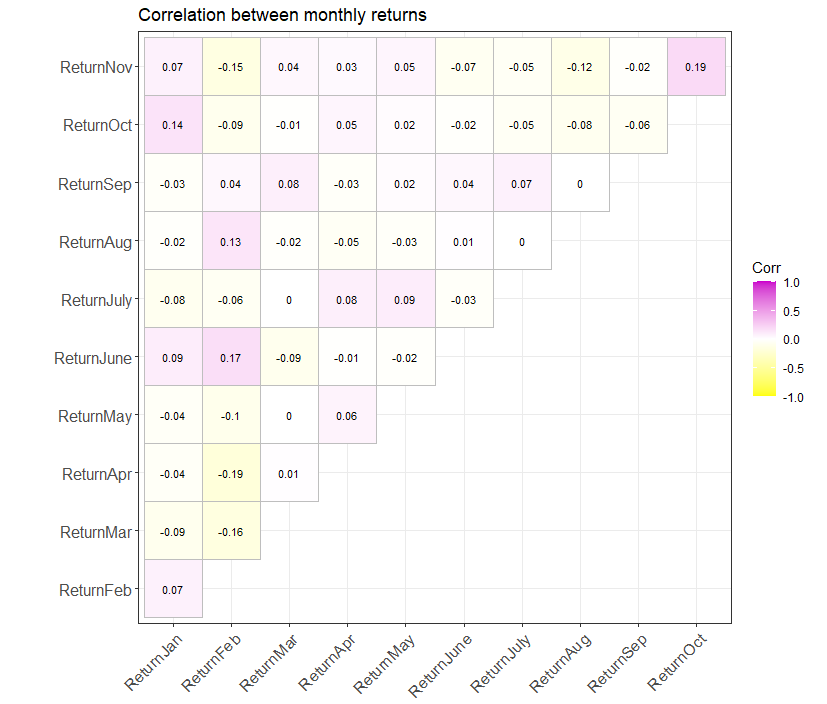 Correlation between monthly returns
ReturnNov 0.07 -0.15 0.04 0.03 0.05 -0.07 -0.05 -0.12 -0.02 0.19
ReturnOct 0.14 -0.09 -0.01 0.05 0.02 -0.02 -0.05 -0.08 -0.06
ReturnSep -0.03 0.04 0.08 -0.03 0.02 0.04 0.07 0
ReturnAug -0.02 0.13 -0.02 -0.05 -0.03 0.01 0
ReturnJuly -0.08 -0.06 0 0.08 0.09 -0.03
ReturnJune 0.09 0.17 -0.09 -0.01 -0.02
ReturnMay -0.04 -0.1 0 0.06
ReturnApr -0.04 -0.19 0.01
ReturnMar -0.09 -0.16
ReturnFeb 0.07
ReturnJan ReturnFeb ReturnMar ReturnApr ReturnMay ReturnJune ReturnJuly ReturnAug ReturnSep ReturnOct
Corr
1.0
0.5
0.0
-0.5
-1.0